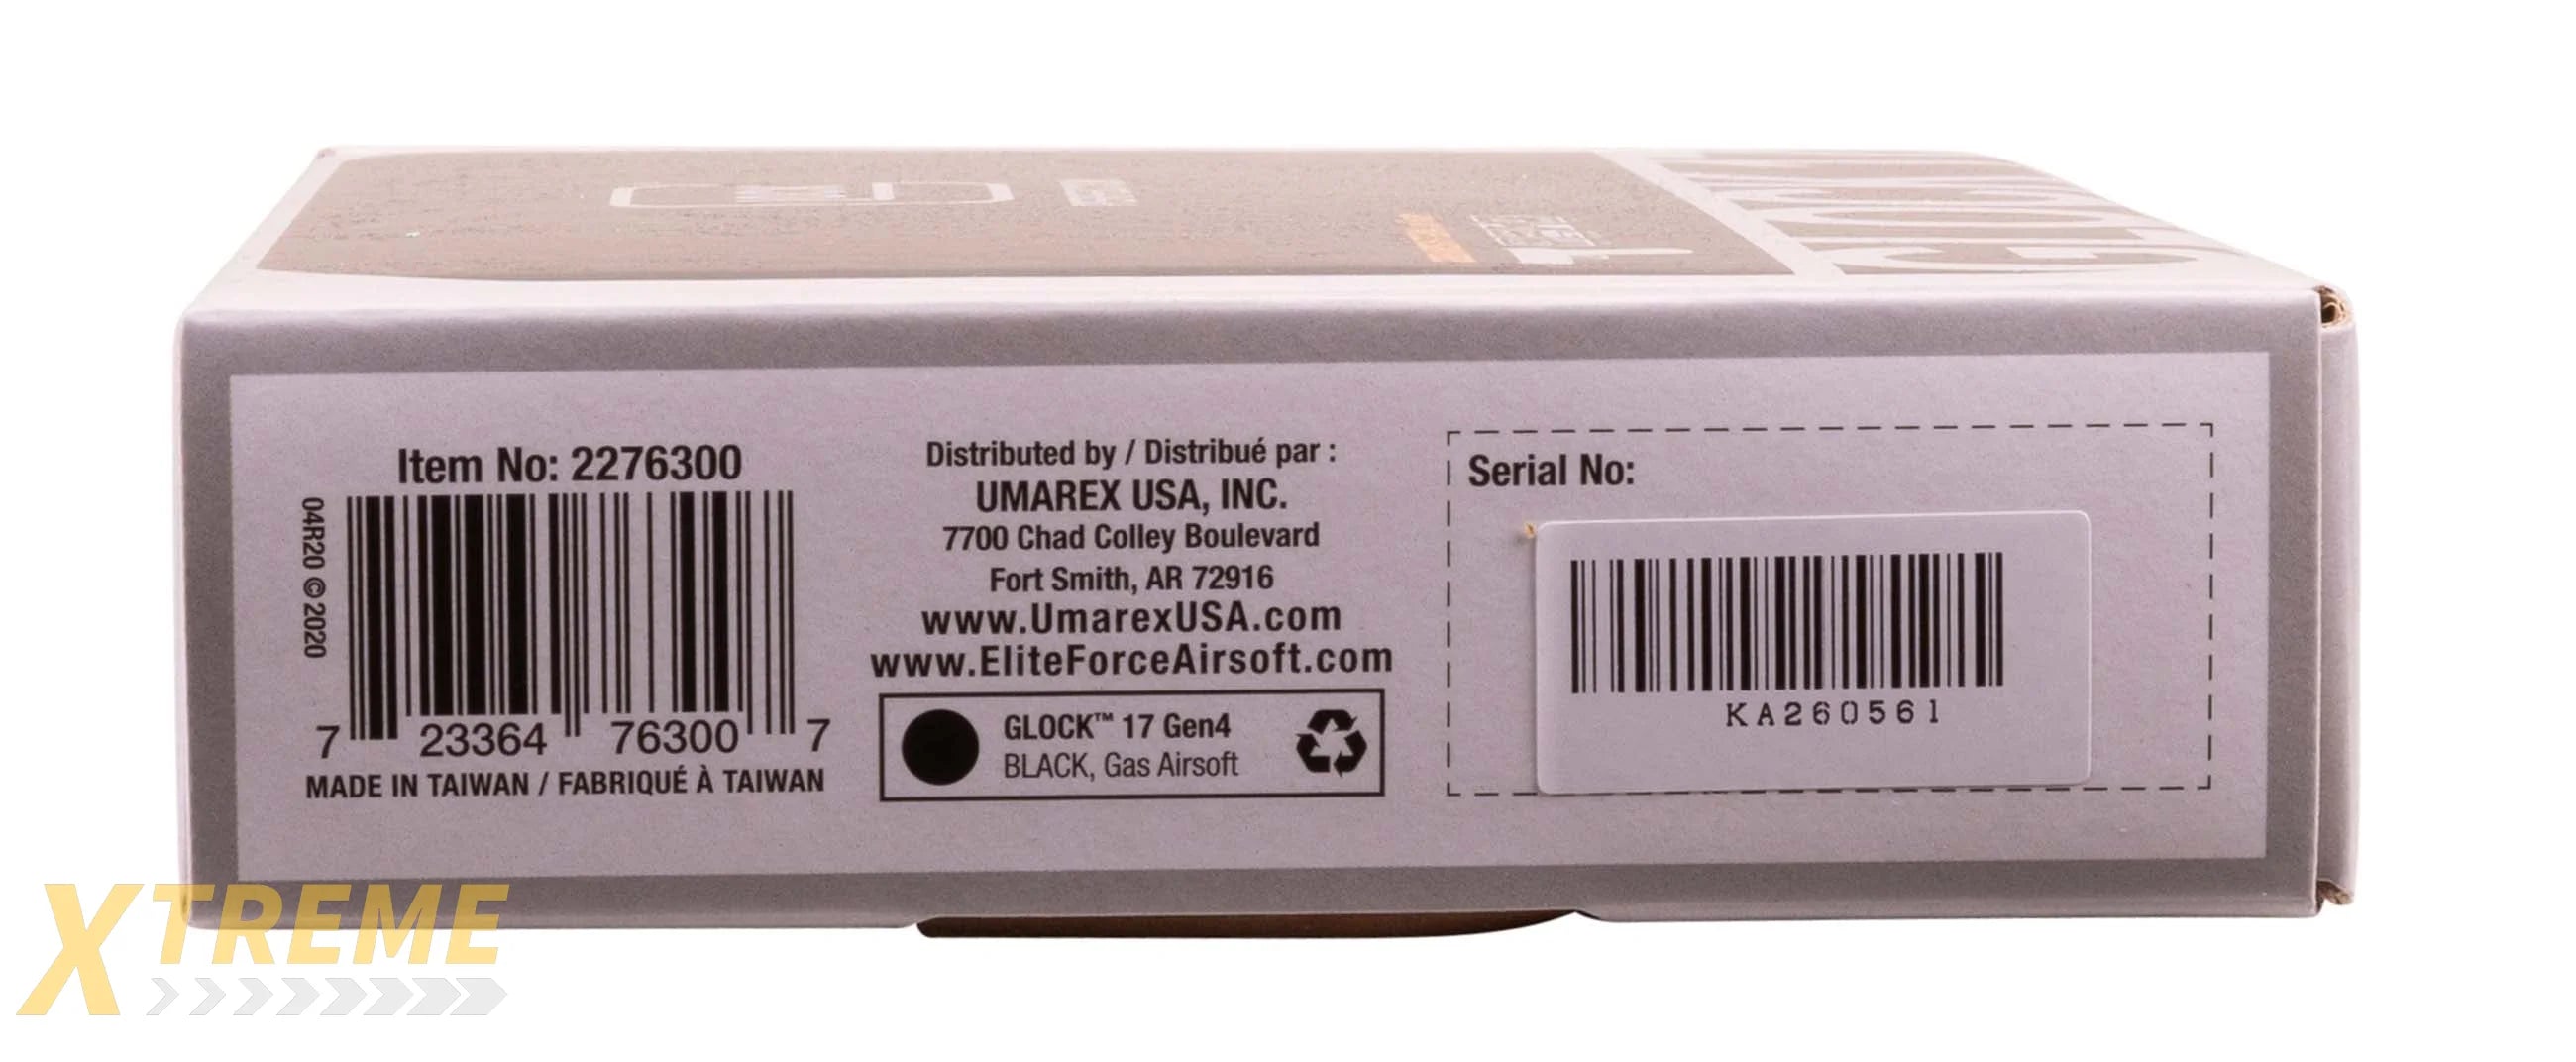 GLOCK
Item No: 2276300
04R20 © 2020
7 23364 76300 7
MADE IN TAIWAN / FABRIQUÉ À TAIWAN
Distributed by / Distribué par :
UMAREX USA, INC.
7700 Chad Colley Boulevard
Fort Smith, AR 72916
www.UmarexUSA.com
www.EliteForceAirsoft.com
GLOCK™ 17 Gen4
BLACK, Gas Airsoft
Serial No:
KA260561
XTREME